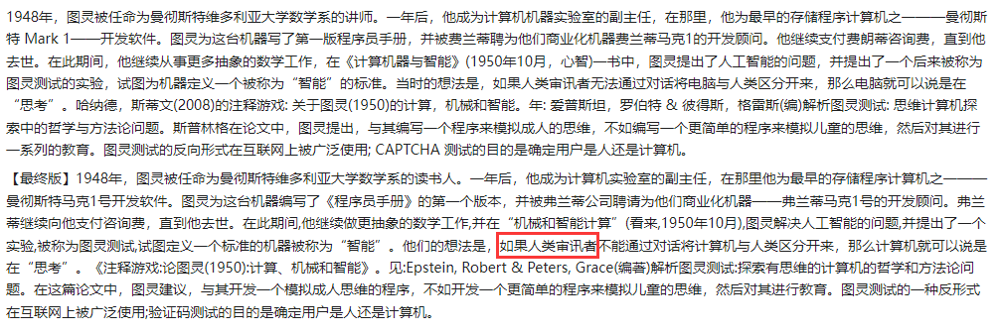 1948年，图灵被任命为曼彻斯特维多利亚大学数学系的讲师。一年后，他成为计算机机器实验室的副主任，在那里，他为最早的存储程序计算机之一——曼彻斯
特 Mark 1——开发软件。图灵为这台机器写了第一版程序员手册，并被费兰蒂聘为他们商业化机器费兰蒂马克1的开发顾问。他继续支付费朗蒂咨询费，直到他
去世。在此期间，他继续从事更多抽象的数学工作，在《计算机器与智能》(1950年10月，心智)一书中，图灵提出了人工智能的问题，并提出了一个后来被称为
图灵测试的实验，试图为机器定义一个被称为“智能”的标准。当时的想法是，如果人类审讯者无法通过对话将电脑与人类区分开来，那么电脑就可以说是在
“思考”。哈纳德，斯蒂文(2008)的注释游戏: 关于图灵(1950)的计算，机械和智能。年: 爱普斯坦，罗伯特 & 彼得斯，格雷斯(编)解析图灵测试: 思维计算机探
索中的哲学与方法论问题。斯普林格在论文中，图灵提出，与其编写一个程序来模拟成人的思维，不如编写一个更简单的程序来模拟儿童的思维，然后对其进行
一系列的教育。图灵测试的反向形式在互联网上被广泛使用; CAPTCHA 测试的目的是确定用户是人还是计算机。
【最终版】1948年，图灵被任命为曼彻斯特维多利亚大学数学系的读书人。一年后，他成为计算机实验室的副主任，在那里他为最早的存储程序计算机之一——
曼彻斯特马克1号开发软件。图灵为这台机器编写了《程序员手册》的第一个版本，并被弗兰蒂公司聘请为他们商业化机器——弗兰蒂马克1号的开发顾问。弗兰
蒂继续向他支付咨询费，直到他去世。在此期间,他继续做更抽象的数学工作,并在“机械和智能计算”(看来,1950年10月),图灵解决人工智能的问题,并提出了一个
实验,被称为图灵测试,试图定义一个标准的机器被称为“智能”。他们的想法是，如果人类审讯者不能通过对话将计算机与人类区分开来，那么计算机就可以说是
在“思考”。《注释游戏:论图灵(1950):计算、机械和智能》。见:Epstein, Robert & Peters, Grace(编著)解析图灵测试:探索有思维的计算机的哲学和方法论问
题。在这篇论文中，图灵建议，与其开发一个模拟成人思维的程序，不如开发一个更简单的程序来模拟儿童的思维，然后对其进行教育。图灵测试的一种反形式
在互联网上被广泛使用;验证码测试的目的是确定用户是人还是计算机。